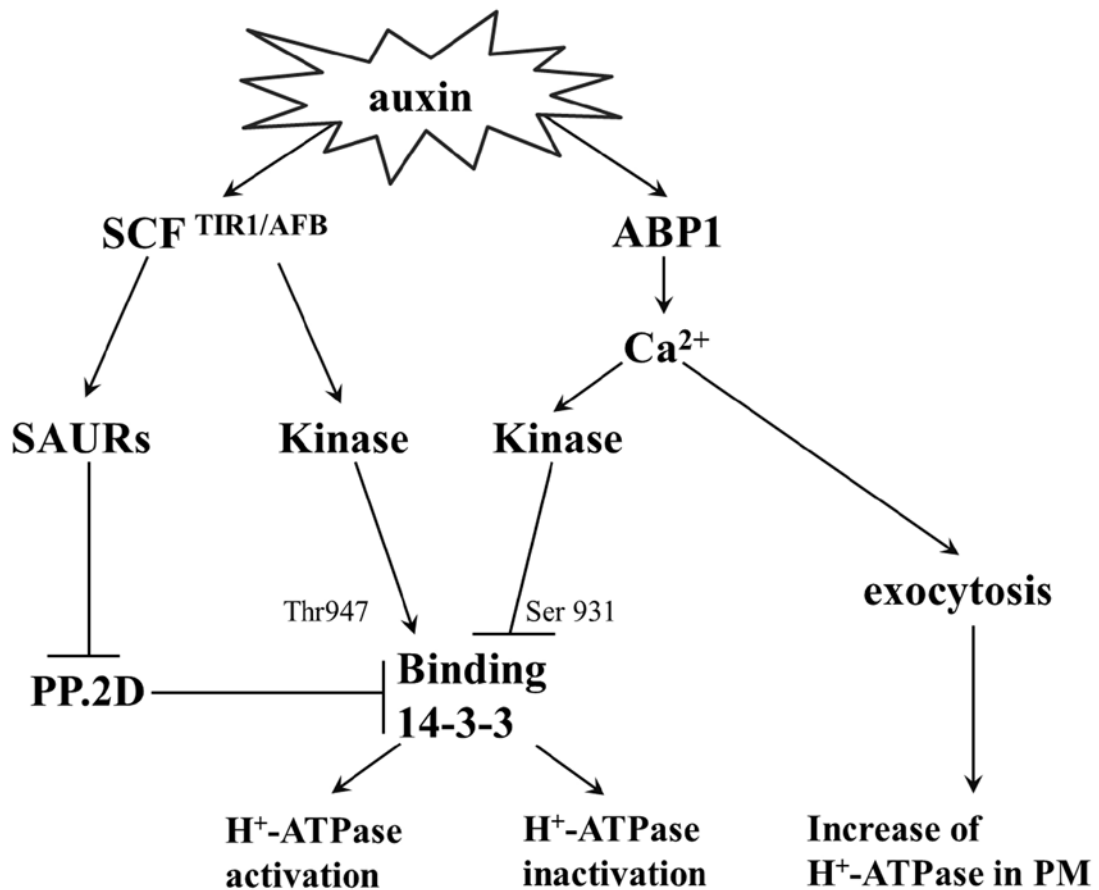 auxin
SCF TIR1/AFB
ABP1
Ca²⁺
SAURs
Kinase
Kinase
exocytosis
Thr947
Ser 931
PP.2D
Binding
14-3-3
H⁺-ATPase
activation
H⁺-ATPase
inactivation
Increase of
H⁺-ATPase in PM